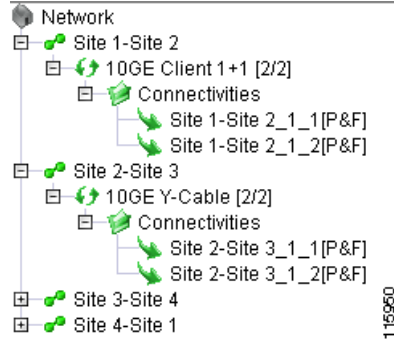 Network
Site 1-Site 2
10GE Client 1+1 [2/2]
Connectivities
Site 1-Site 2_1_1[P&F]
Site 1-Site 2_1_2[P&F]
Site 2-Site 3
10GE Y-Cable [2/2]
Connectivities
Site 2-Site 3_1_1[P&F]
Site 2-Site 3_1_2[P&F]
Site 3-Site 4
Site 4-Site 1
115950